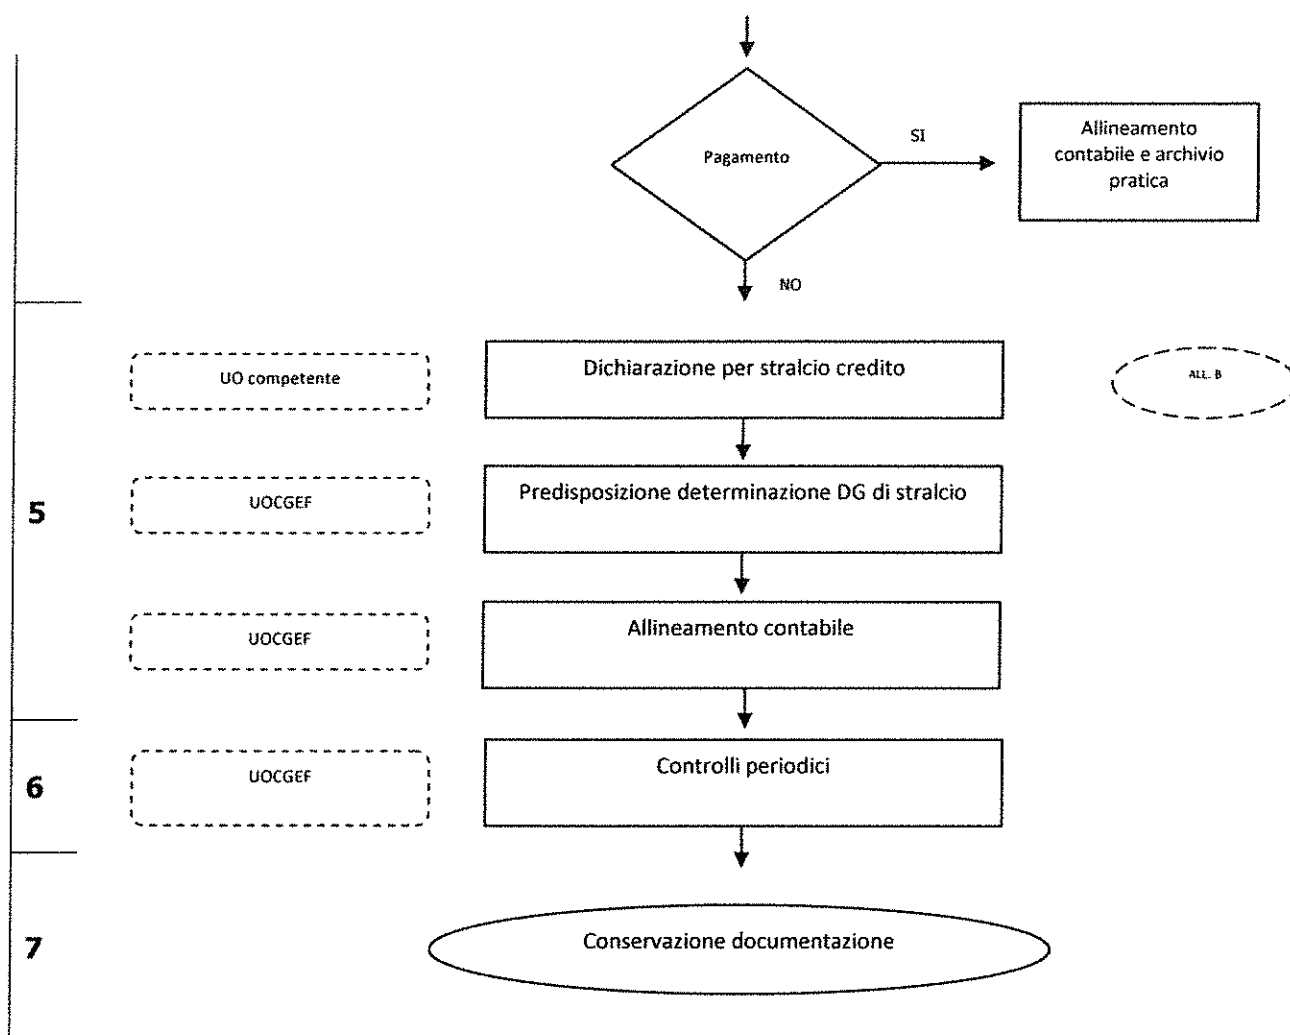 Pagamento
SI
Allineamento
contabile e archivio
pratica
NO
UO competente
Dichiarazione per stralcio credito
ALL. B
5
UOCGEF
Predisposizione determinazione DG di stralcio
UOCGEF
Allineamento contabile
6
UOCGEF
Controlli periodici
7
Conservazione documentazione